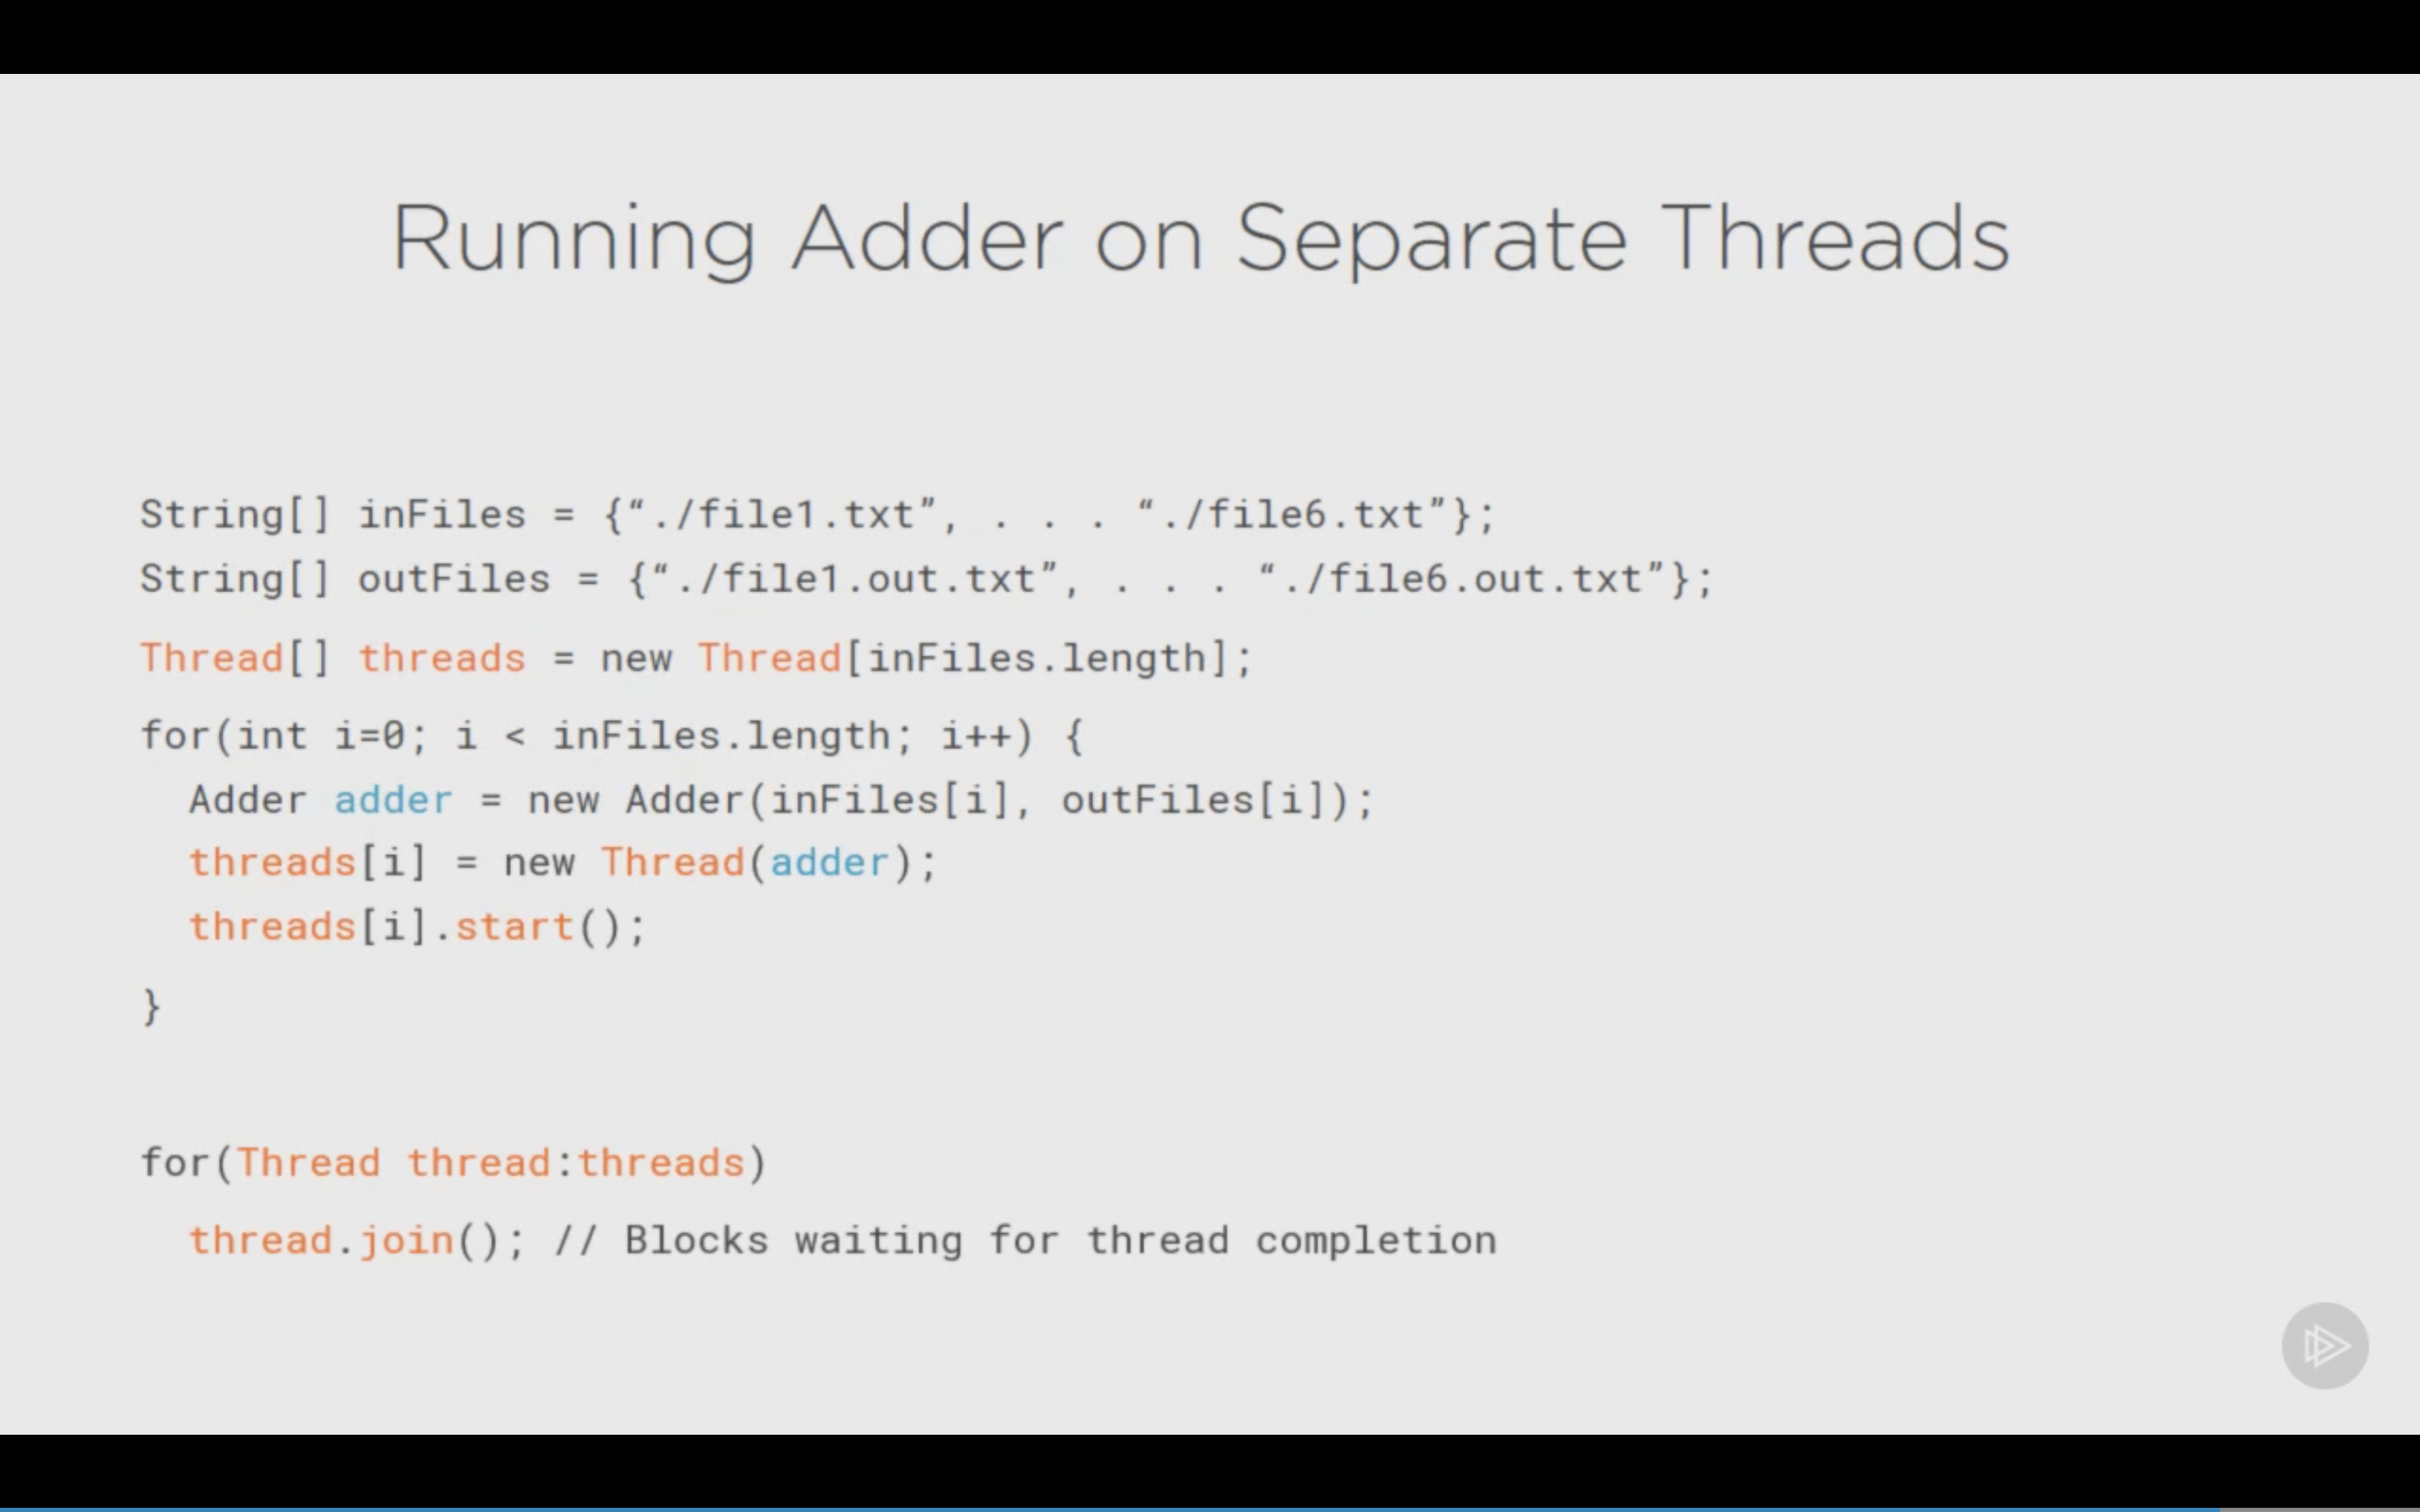 Running Adder on Separate Threads
String[] inFiles = {“./file1.txt”, . . . “./file6.txt”};
String[] outFiles = {“./file1.out.txt”, . . . “./file6.out.txt”};
Thread[] threads = new Thread[inFiles.length];
for(int i=0; i < inFiles.length; i++) {
Adder adder = new Adder(inFiles[i], outFiles[i]);
threads[i] = new Thread(adder);
threads[i].start();
}
for(Thread thread:threads)
thread.join(); // Blocks waiting for thread completion